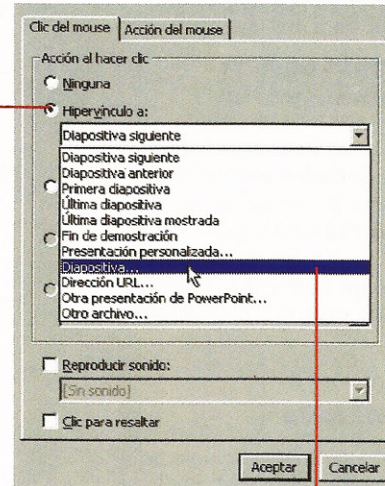 Clic del mouse Acción del mouse
Acción al hacer clic
Ninguna
Hipervínculo a:
Diapositiva siguiente
Diapositiva siguiente
Diapositiva anterior
Primera diapositiva
Última diapositiva
Última diapositiva mostrada
Fin de demostración
Presentación personalizada...
Diapositiva...
Dirección URL...
Otra presentación de PowerPoint...
Otro archivo...
Reproducir sonido:
[Sin sonido]
Clic para resaltar
Aceptar Cancelar